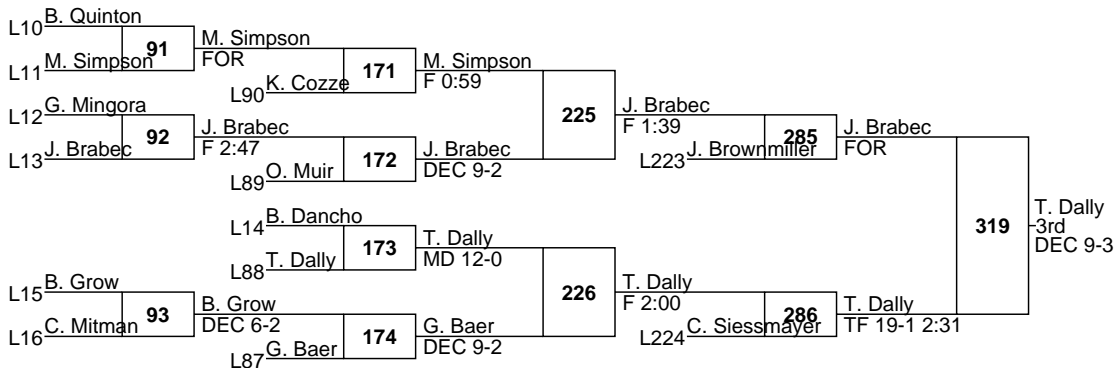 L10 B. Quinton
91
M. Simpson
FOR
L11 M. Simpson
171
M. Simpson
F 0:59
L90 K. Cozze
L12 G. Mingora
92
J. Brabec
F 2:47
L13 J. Brabec
172
J. Brabec
DEC 9-2
L89 O. Muir
225
J. Brabec
F 1:39
285
J. Brabec
FOR
L223 J. Brownmiller
L14 B. Dancho
173
T. Dally
MD 12-0
L88 T. Dally
319
T. Dally
3rd
DEC 9-3
L15 B. Grow
93
B. Grow
DEC 6-2
L16 C. Mitman
174
G. Baer
DEC 9-2
L87 G. Baer
226
T. Dally
F 2:00
286
T. Dally
TF 19-1 2:31
L224 C. Siessmayer